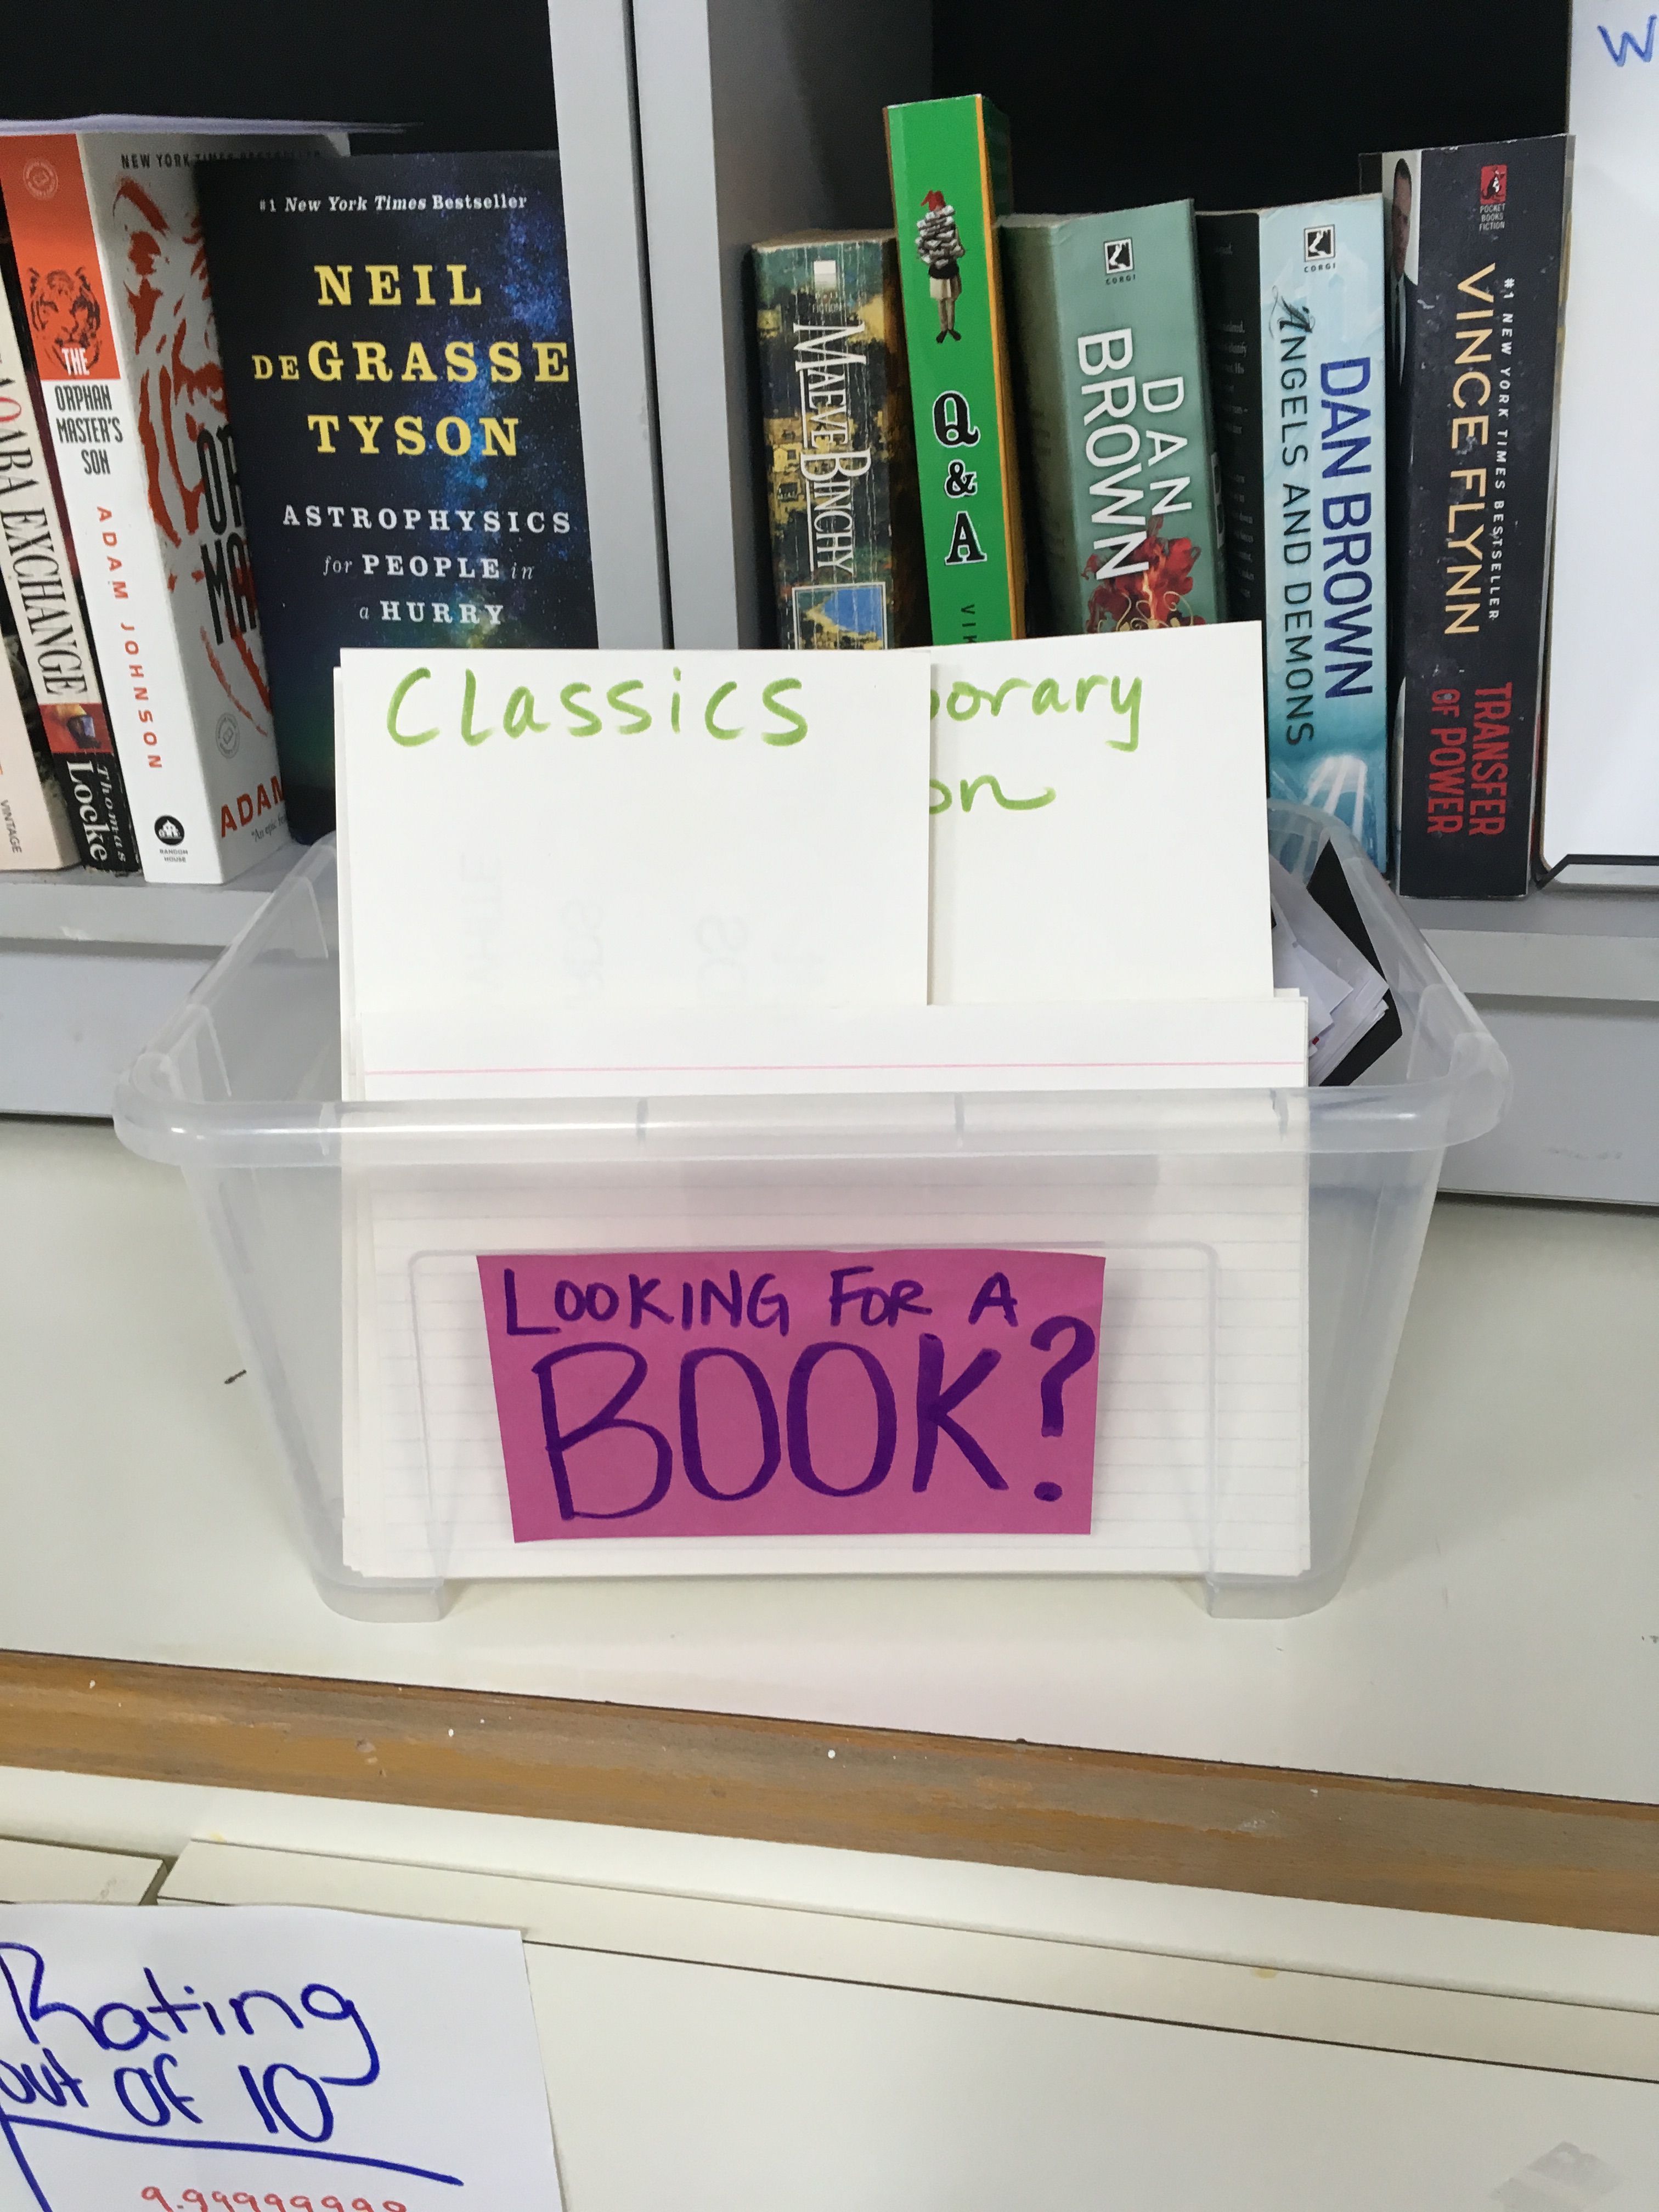 W
EXCHANGE
Thomas
Locke
VINTAGE
THE
ORPHAN
MASTER'S
SON
ADAM JOHNSON
RANDOM
HOUSE
NEW YORK TIMES BESTSELLER
ADAM
#1 New York Times Bestseller
NEIL
DEGRASSE
TYSON
ASTROPHYSICS
for PEOPLE in
a HURRY
FICTION
MAEVE BINCHY
Q & A
CORGI
DAN
BROWN
CORGI
DAN BROWN
ANGELS AND DEMONS
POCKET
BOOKS
FICTION
#1 NEW YORK TIMES BESTSELLER
VINCE FLYNN
TRANSFER
OF POWER
Classics
orary
on
LOOKING FOR A
BOOK?
Rating
out of 10